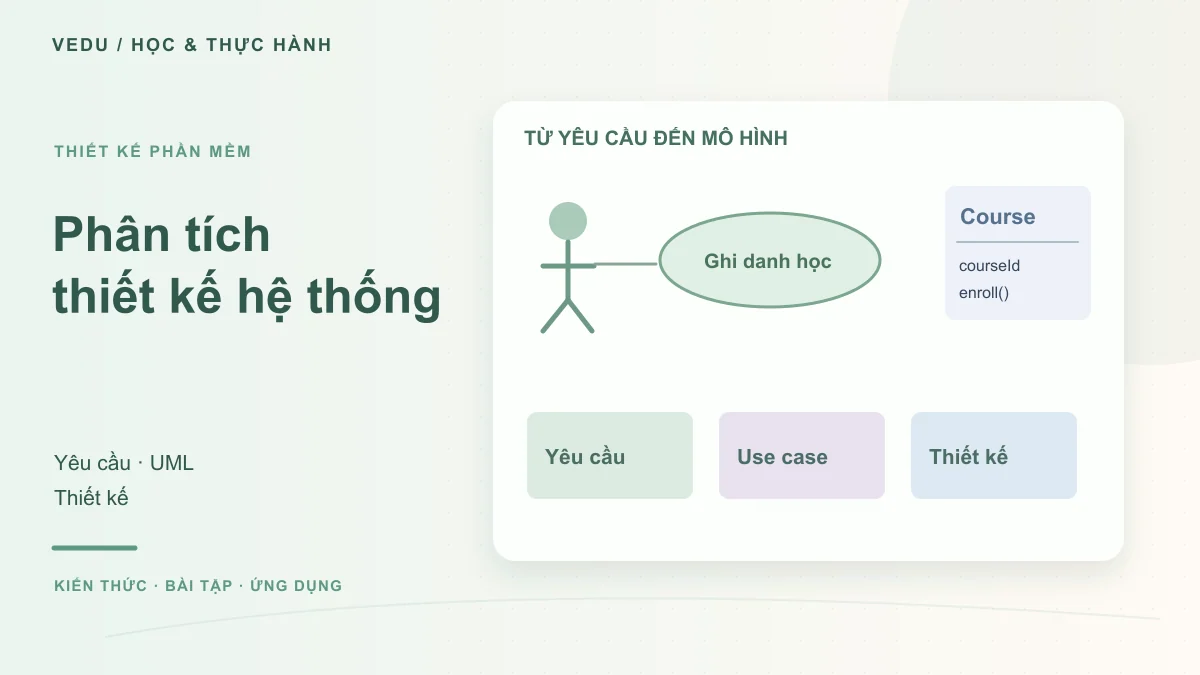 VEDU / HỌC & THỰC HÀNH
THIẾT KẾ PHẦN MỀM
Phân tích
thiết kế hệ thống
Yêu cầu · UML
Thiết kế
KIẾN THỨC · BÀI TẬP · ỨNG DỤNG
TỪ YÊU CẦU ĐẾN MÔ HÌNH
Ghi danh học
Course
courseId
enroll()
Yêu cầu
Use case
Thiết kế